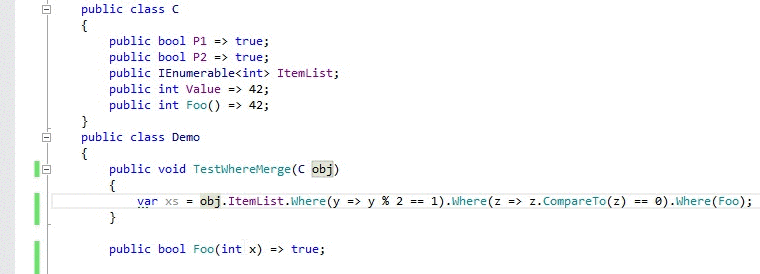 public class C
{
public bool P1 => true;
public bool P2 => true;
public IEnumerable<int> ItemList;
public int Value => 42;
public int Foo() => 42;
}
public class Demo
{
public void TestWhereMerge(C obj)
{
var xs = obj.ItemList.Where(y => y % 2 == 1).Where(z => z.CompareTo(z) == 0).Where(Foo);
}
public bool Foo(int x) => true;